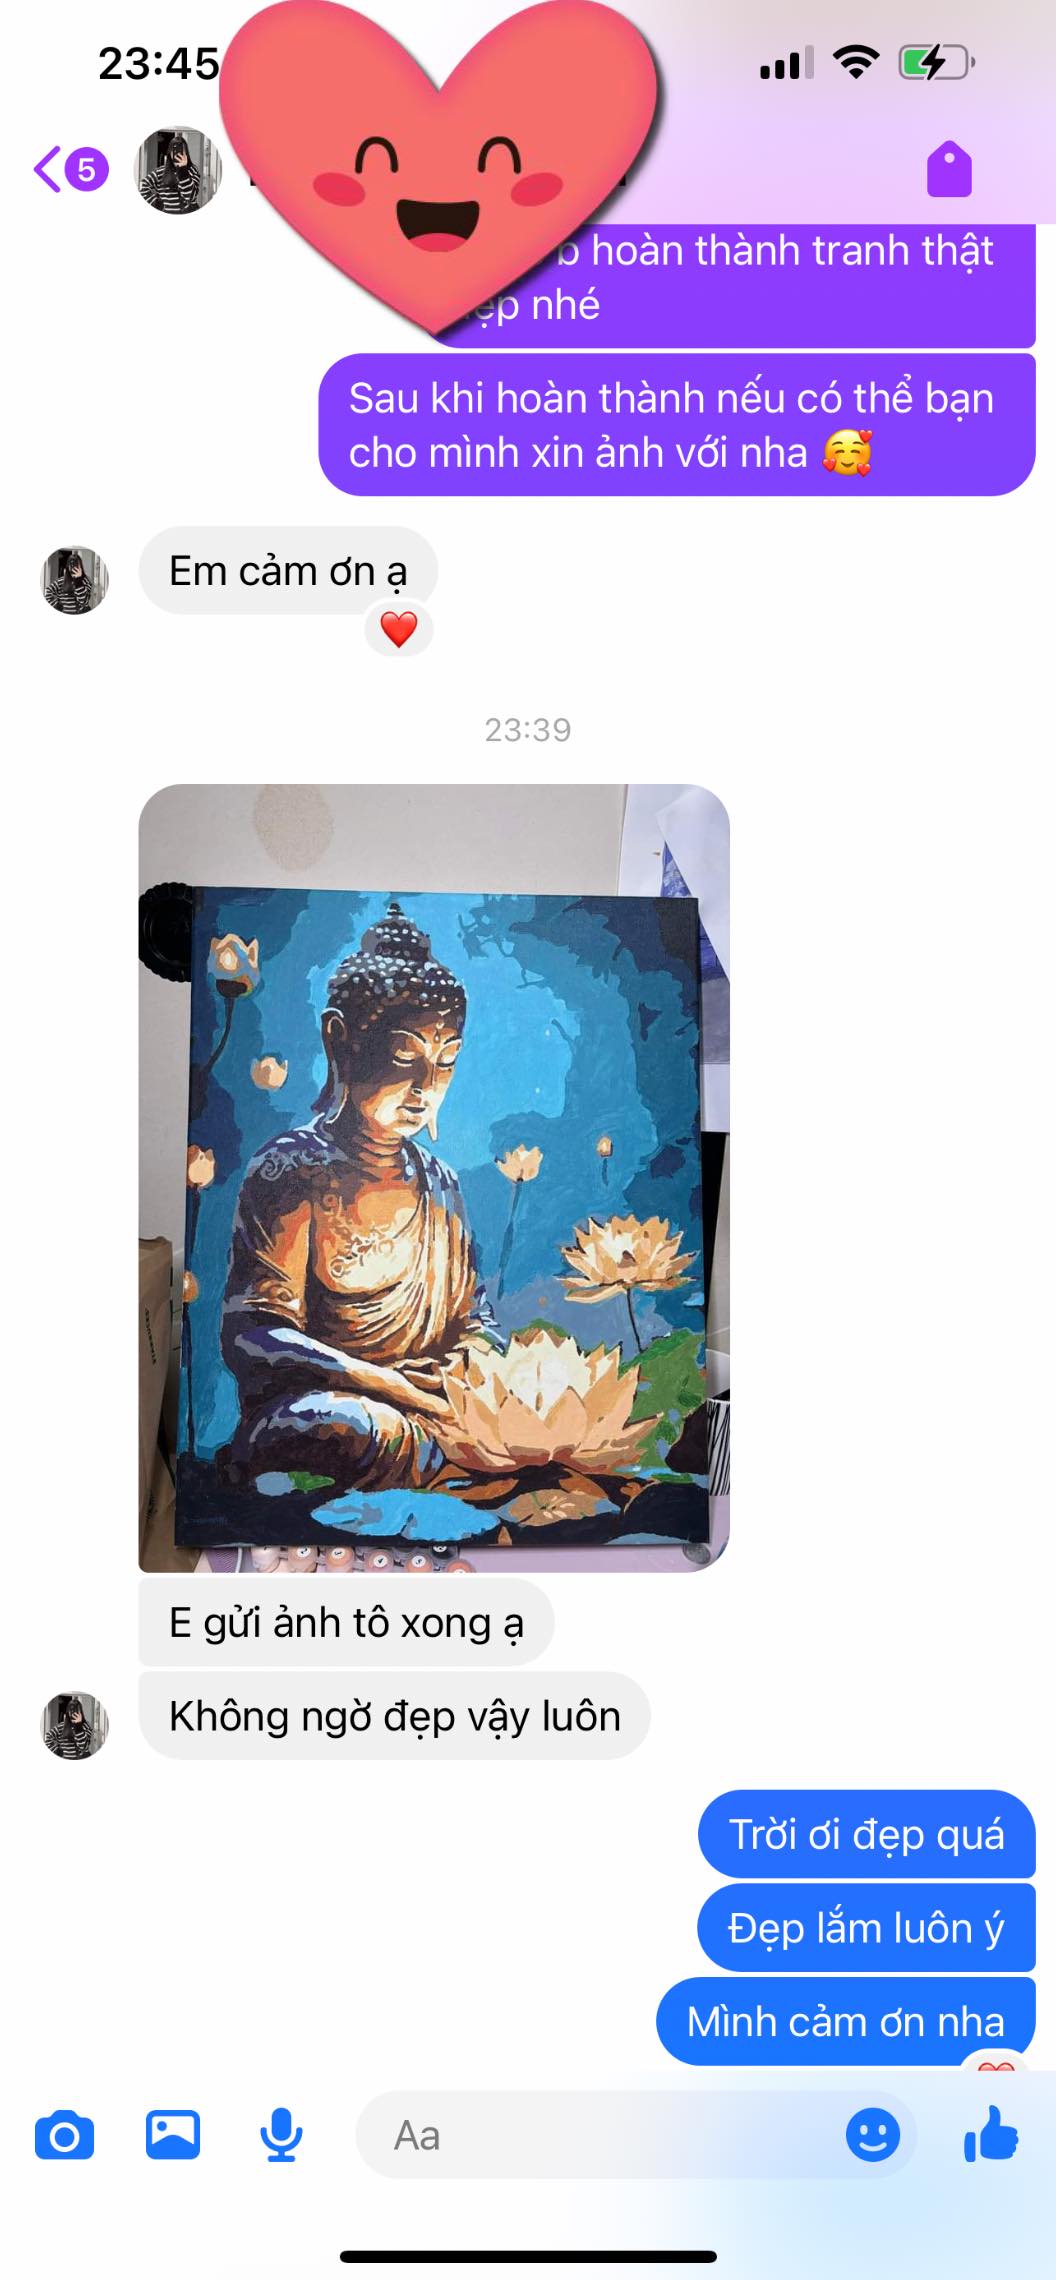 23:45
5
hoàn thành tranh thật
nhé
Sau khi hoàn thành nếu có thể bạn
cho mình xin ảnh với nha 🥰
Em cảm ơn ạ
23:39
E gửi ảnh tô xong ạ
Không ngờ đẹp vậy luôn
Trời ơi đẹp quá
Đẹp lắm luôn ý
Mình cảm ơn nha
Aa